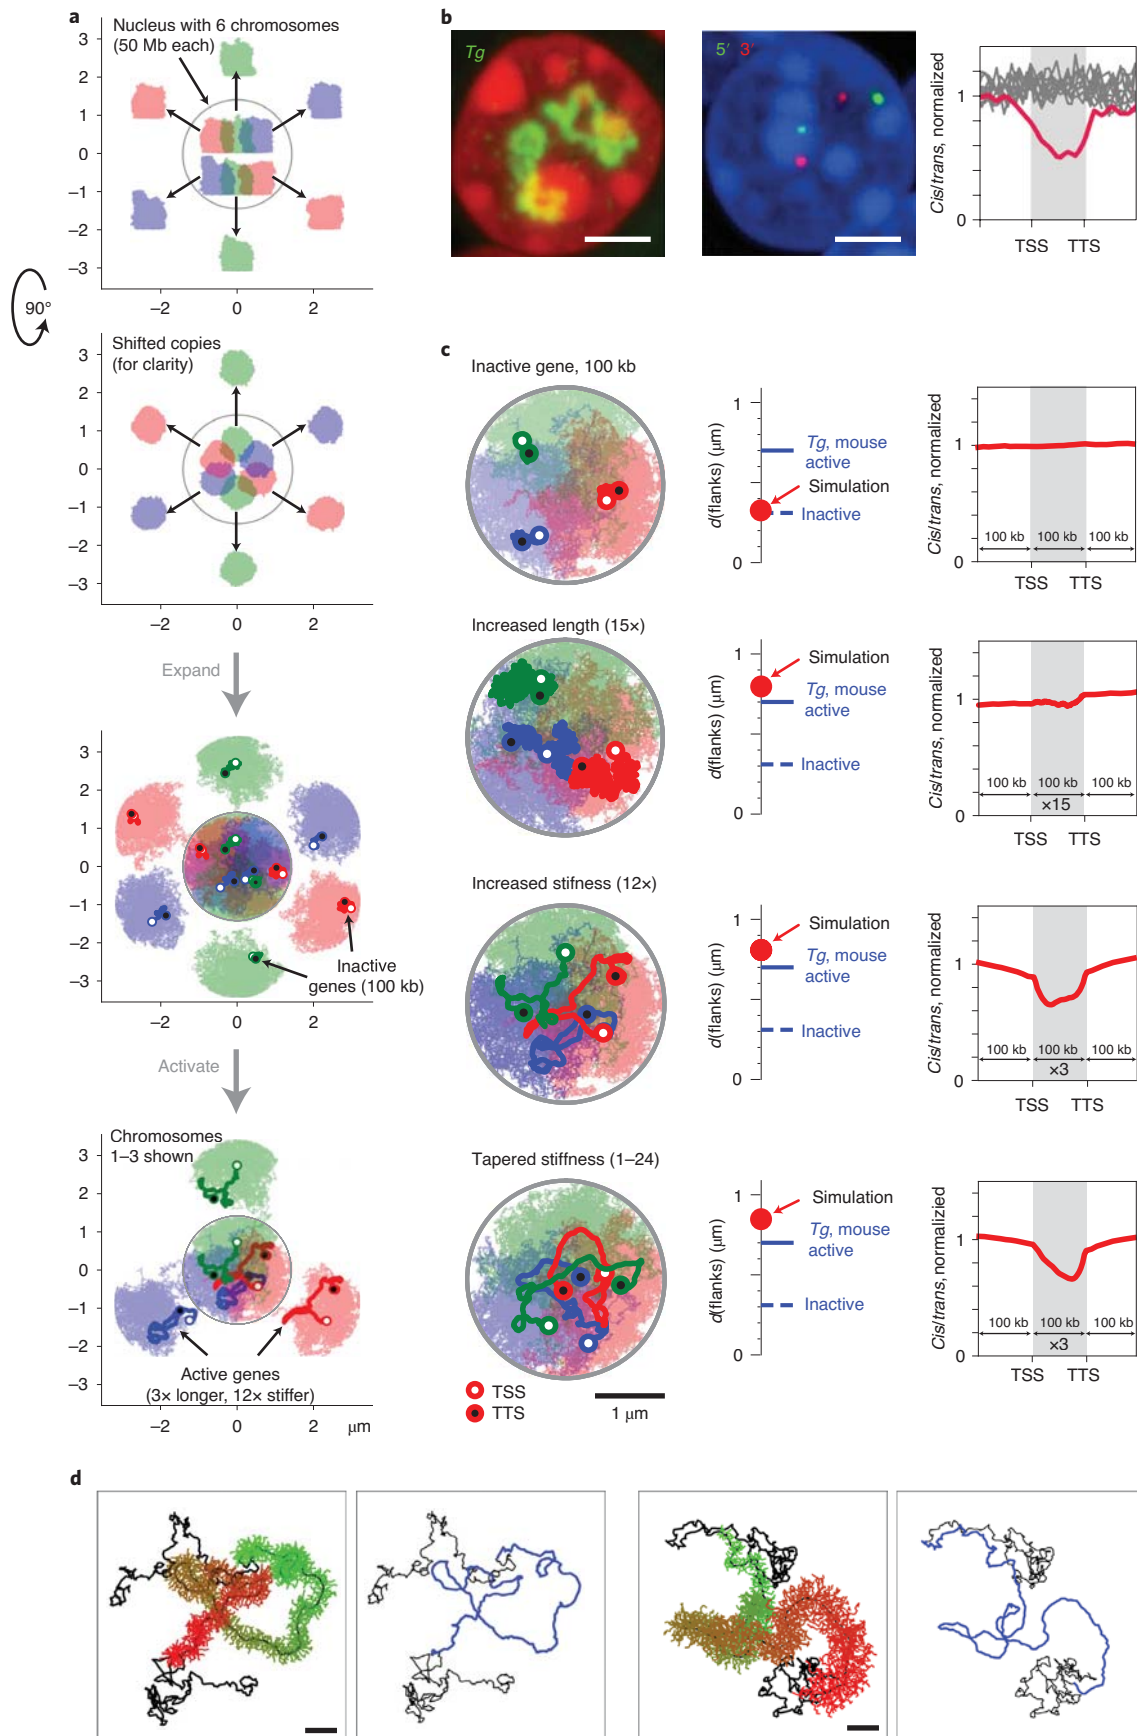 a
Nucleus with 6 chromosomes
(50 Mb each)
3
2
1
0
−1
−2
−3
−2
0
2
90°
Shifted copies
(for clarity)
3
2
1
0
−1
−2
−3
−2
0
2
Expand
3
2
1
0
−1
−2
−3
Inactive
genes (100 kb)
−2
0
2
Activate
Chromosomes
1–3 shown
3
2
1
0
−1
−2
−3
Active genes
(3× longer, 12× stiffer)
−2
0
2
μm
b
Tg
5′ 3′
Cis/trans, normalized
1
0
TSS
TTS
c
Inactive gene, 100 kb
d(flanks) (μm)
1
0
Tg, mouse
active
Simulation
Inactive
Cis/trans, normalized
1
0
100 kb
100 kb
100 kb
TSS
TTS
Increased length (15×)
d(flanks) (μm)
1
0
Simulation
Tg, mouse
active
Inactive
Cis/trans, normalized
1
0
100 kb
100 kb
100 kb
×15
TSS
TTS
Increased stifness (12×)
d(flanks) (μm)
1
0
Simulation
Tg, mouse
active
Inactive
Cis/trans, normalized
1
0
100 kb
100 kb
100 kb
×3
TSS
TTS
Tapered stiffness (1–24)
d(flanks) (μm)
1
0
Simulation
Tg, mouse
active
Inactive
Cis/trans, normalizied
1
0
100 kb
100 kb
100 kb
×3
TSS
TTS
TSS
TTS
1 μm
d